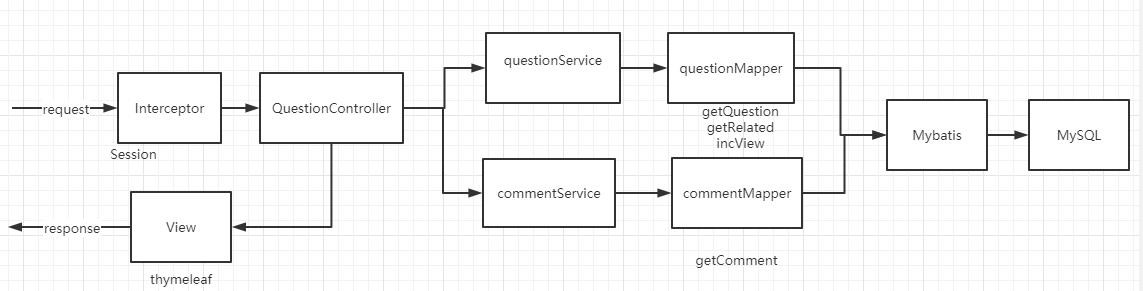 request
Interceptor
Session
QuestionController
questionService
questionMapper
getQuestion
getRelated
incView
commentService
commentMapper
getComment
Mybatis
MySQL
View
thymeleaf
response